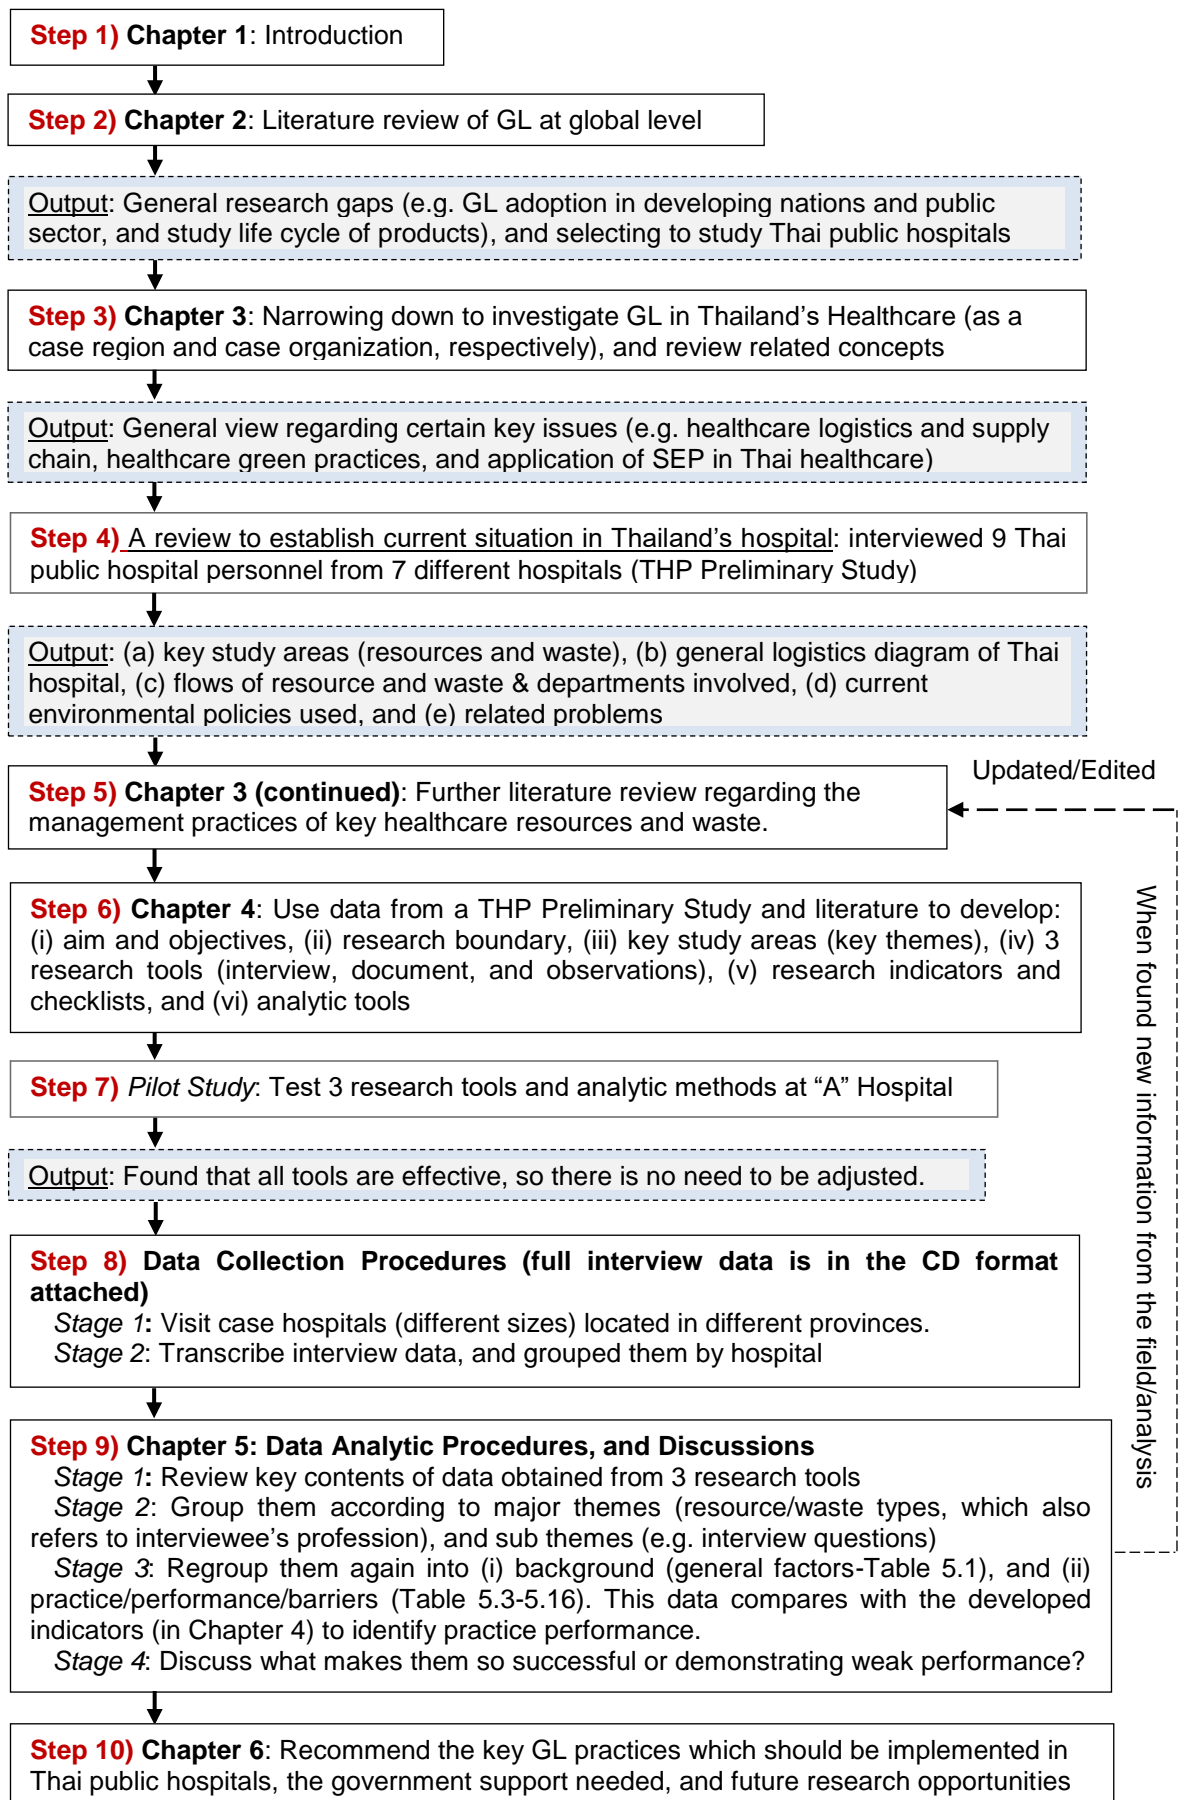 Step 1) Chapter 1: Introduction
Step 2) Chapter 2: Literature review of GL at global level
Output: General research gaps (e.g. GL adoption in developing nations and public
sector, and study life cycle of products), and selecting to study Thai public hospitals
Step 3) Chapter 3: Narrowing down to investigate GL in Thailand's Healthcare (as a
case region and case organization, respectively), and review related concepts
Output: General view regarding certain key issues (e.g. healthcare logistics and supply
chain, healthcare green practices, and application of SEP in Thai healthcare)
Step 4) A review to establish current situation in Thailand's hospital: interviewed 9 Thai
public hospital personnel from 7 different hospitals (THP Preliminary Study)
Output: (a) key study areas (resources and waste), (b) general logistics diagram of Thai
hospital, (c) flows of resource and waste & departments involved, (d) current
environmental policies used, and (e) related problems
Updated/Edited
Step 5) Chapter 3 (continued): Further literature review regarding the
management practices of key healthcare resources and waste.
Step 6) Chapter 4: Use data from a THP Preliminary Study and literature to develop:
(i) aim and objectives, (ii) research boundary, (iii) key study areas (key themes), (iv) 3
research tools (interview, document, and observations), (v) research indicators and
checklists, and (vi) analytic tools
When found new information from the field/analysis
Step 7) Pilot Study: Test 3 research tools and analytic methods at “A” Hospital
Output: Found that all tools are effective, so there is no need to be adjusted.
Step 8) Data Collection Procedures (full interview data is in the CD format
attached)
Stage 1: Visit case hospitals (different sizes) located in different provinces.
Stage 2: Transcribe interview data, and grouped them by hospital
Step 9) Chapter 5: Data Analytic Procedures, and Discussions
Stage 1: Review key contents of data obtained from 3 research tools
Stage 2: Group them according to major themes (resource/waste types, which also
refers to interviewee's profession), and sub themes (e.g. interview questions)
Stage 3: Regroup them again into (i) background (general factors-Table 5.1), and (ii)
practice/performance/barriers (Table 5.3-5.16). This data compares with the developed
indicators (in Chapter 4) to identify practice performance.
Stage 4: Discuss what makes them so successful or demonstrating weak performance?
Step 10) Chapter 6: Recommend the key GL practices which should be implemented in
Thai public hospitals, the government support needed, and future research opportunities